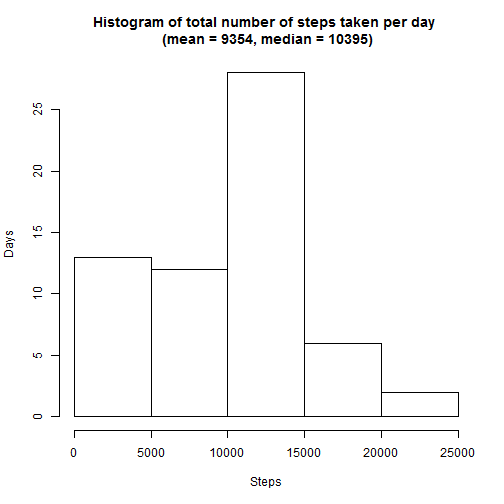 Histogram of total number of steps taken per day
(mean = 9354, median = 10395)
Days
25
20
15
10
5
0
0 5000 10000 15000 20000 25000
Steps